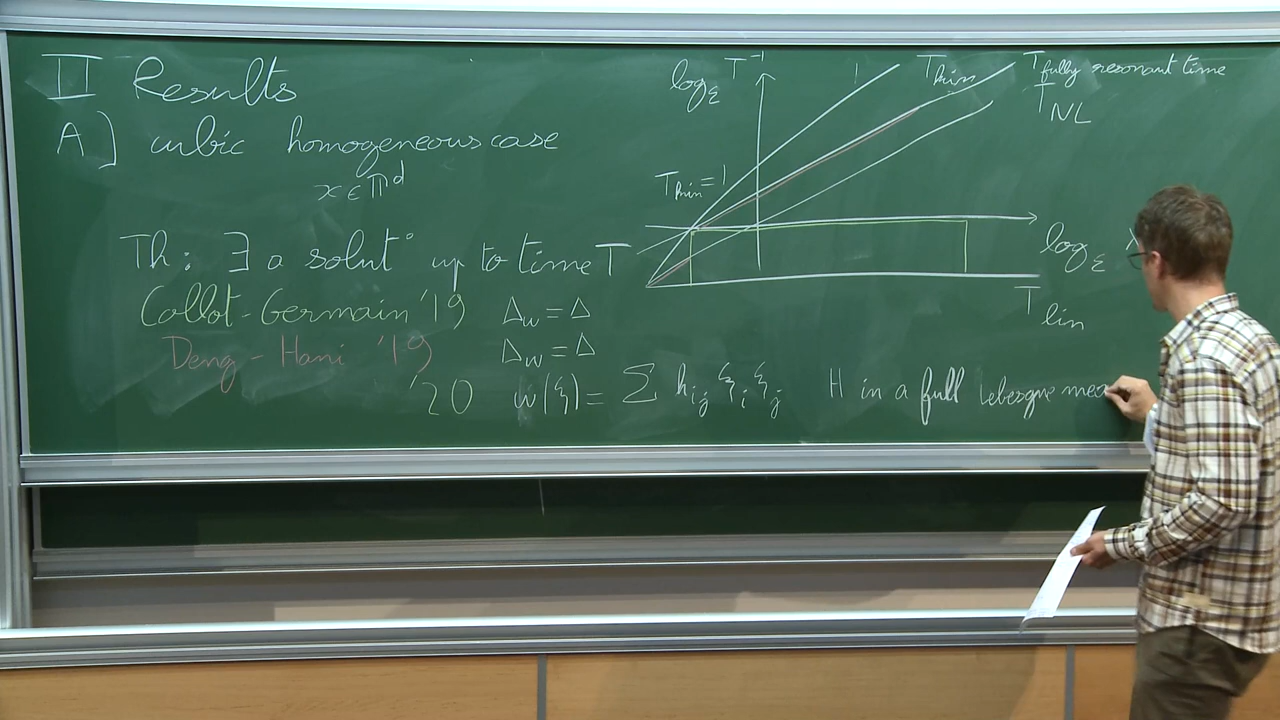 II Results
A] cubic homogeneous case
x ∈ 𝕋^d
Th: ∃ a solut° up to time T
Collot-Germain '19 Δ_w = Δ
Deng-Hani '19 Δ_w = Δ
'20 w(ξ) = Σ h_ij ξ_i ξ_j H in a full Lebesgue mea
log_ε T^-1
T_kin
T_fully resonant time
T_NL
T_kin = 1
log_ε λ
T_lin